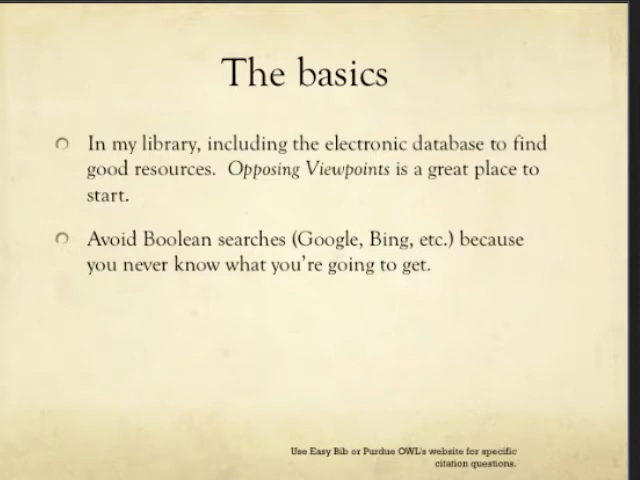 The basics
In my library, including the electronic database to find
good resources.  Opposing Viewpoints is a great place to
start.
Avoid Boolean searches (Google, Bing, etc.) because
you never know what you're going to get.
Use Easy Bib or Purdue OWL's website for specific
citation questions.